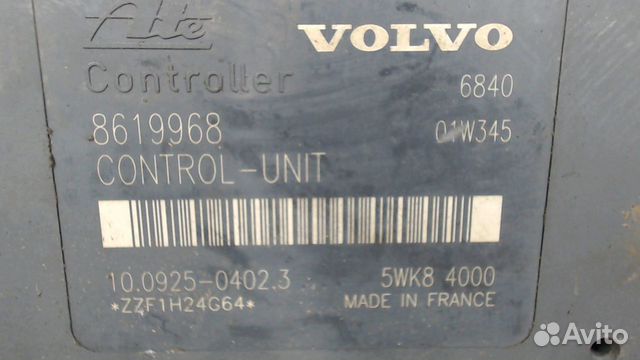 Ate VOLVO
Controller 6840
8619968 01W345
CONTROL-UNIT
10.0925-0402.3 5WK8 4000
*ZZF1H24G64* MADE IN FRANCE
Avito